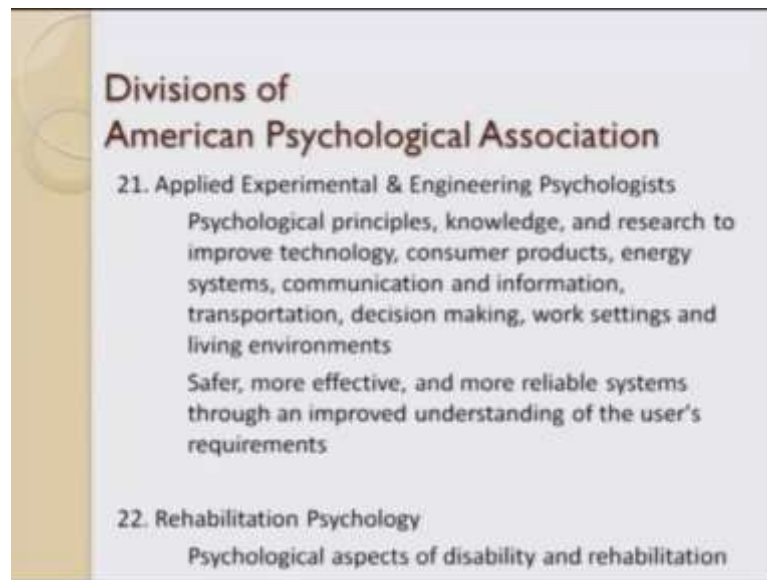 Divisions of
American Psychological Association
21. Applied Experimental & Engineering Psychologists
Psychological principles, knowledge, and research to
improve technology, consumer products, energy
systems, communication and information,
transportation, decision making, work settings and
living environments
Safer, more effective, and more reliable systems
through an improved understanding of the user's
requirements
22. Rehabilitation Psychology
Psychological aspects of disability and rehabilitation